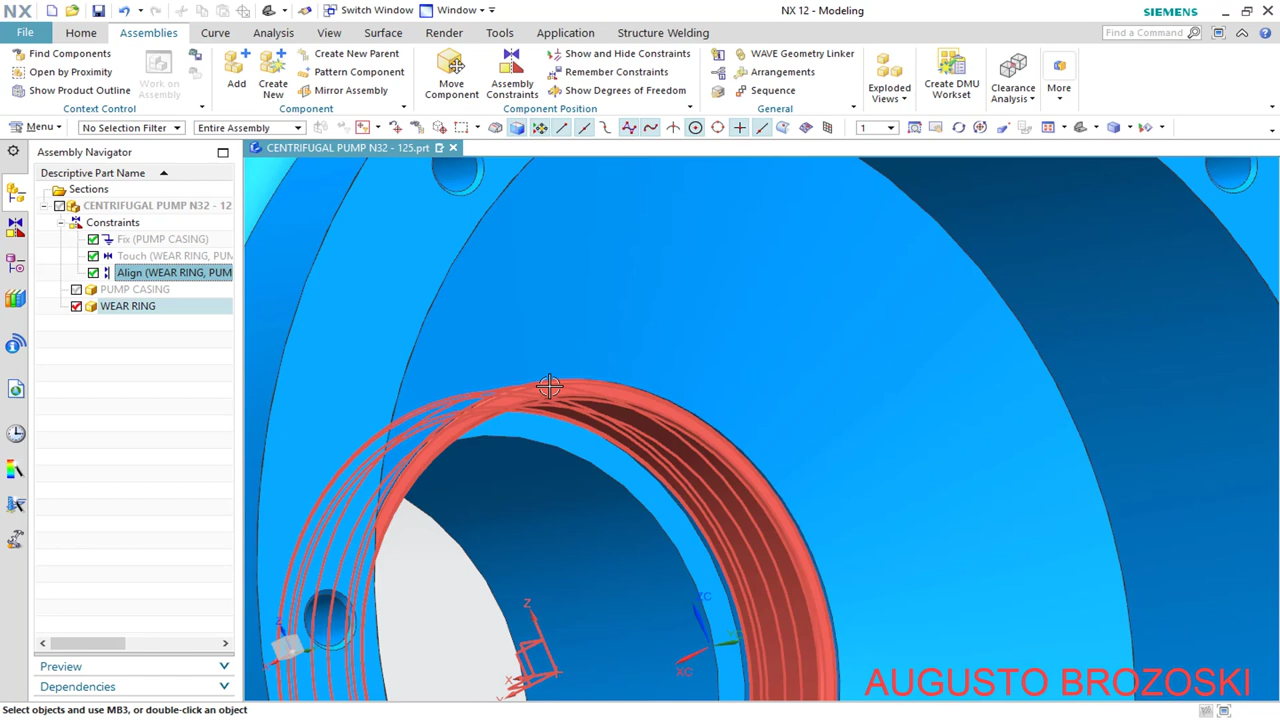 NX Switch Window Window NX 12 - Modeling SIEMENS
File Home Assemblies Curve Analysis View Surface Render Tools Application Structure Welding Find a Command
Find Components Create New Parent Show and Hide Constraints WAVE Geometry Linker
Open by Proximity Pattern Component Remember Constraints Arrangements
Show Product Outline Mirror Assembly Show Degrees of Freedom Sequence
Work on Assembly Add Create New Move Component Assembly Constraints Exploded Views Create DMU Workset Clearance Analysis More
Context Control Component Component Position General
Menu No Selection Filter Entire Assembly 1
Assembly Navigator CENTRIFUGAL PUMP N32 - 125.prt
Descriptive Part Name
Sections
CENTRIFUGAL PUMP N32 - 12
Constraints
Fix (PUMP CASING)
Touch (WEAR RING, PUM
Align (WEAR RING, PUM
PUMP CASING
WEAR RING
Z
ZC
Z
XC
X
Preview
Dependencies
AUGUSTO BROZOSKI
Select objects and use MB3, or double-click an object